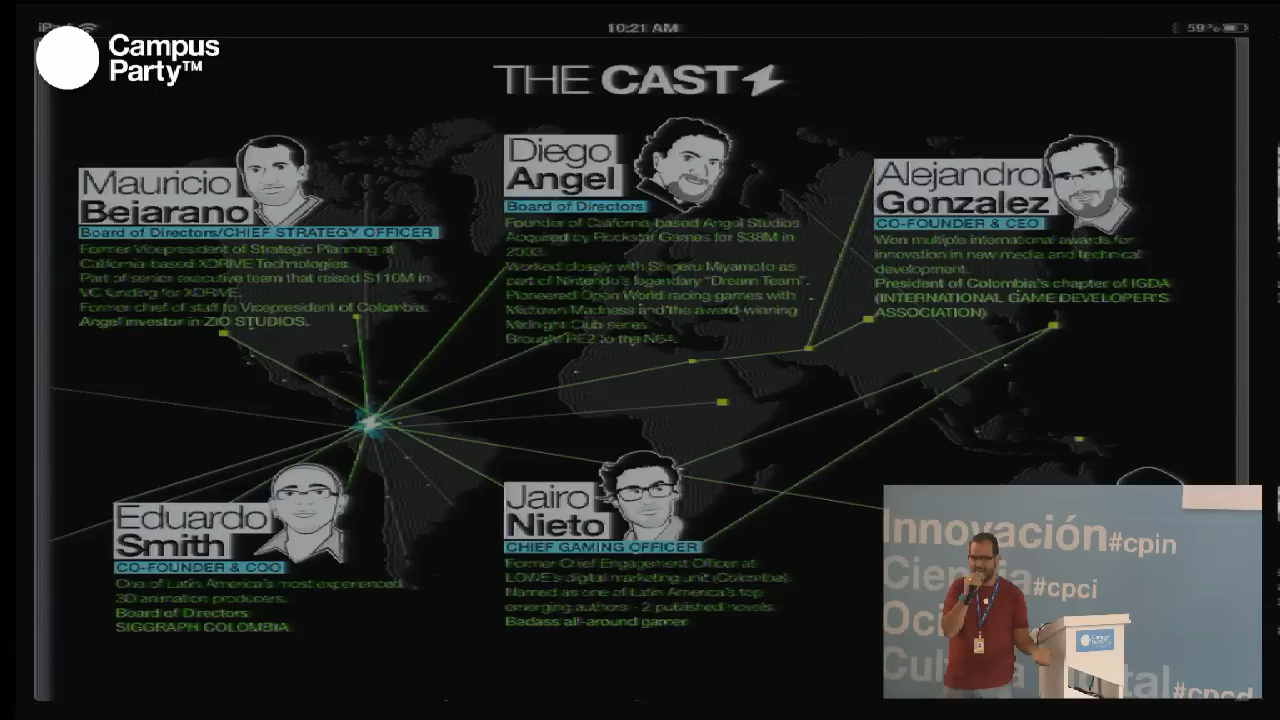 iPad
10:21 AM
59%
Campus
Party™
THE CAST
Mauricio
Bejarano
Board of Directors/CHIEF STRATEGY OFFICER
Former Vicepresident of Strategic Planning at
California-based XDRIVE Technologies.
Part of senior executive team that raised $110M in
VC funding for XDRIVE.
Former chief of staff to Vicepresident of Colombia.
Angel investor in ZIO STUDIOS.
Diego
Angel
Board of Directors
Founder of California-based Angel Studios
Acquired by Rockstar Games for $38M in
2003.
Worked closely with Shigeru Miyamoto as
part of Nintendo's legendary "Dream Team".
Pioneered Open World racing games with
Midtown Madness and the award-winning
Midnight Club series.
Brought RE2 to the N64.
Alejandro
Gonzalez
CO-FOUNDER & CEO
Won multiple international awards for
innovation in new media and technical
development.
President of Colombia's chapter of IGDA
(INTERNATIONAL GAME DEVELOPER'S
ASSOCIATION)
Eduardo
Smith
CO-FOUNDER & COO
One of Latin America's most experienced
3D animation producers.
Board of Directors
SIGGRAPH COLOMBIA
Jairo
Nieto
CHIEF GAMING OFFICER
Former Chief Engagement Officer at
LOWE's digital marketing unit (Colombia).
Named as one of Latin America's top
emerging authors - 2 published novels.
Badass all-around gamer
Innovación #cpin
Ciencia #cpci
Oci
Cul tal #cpcd
Campus
Party